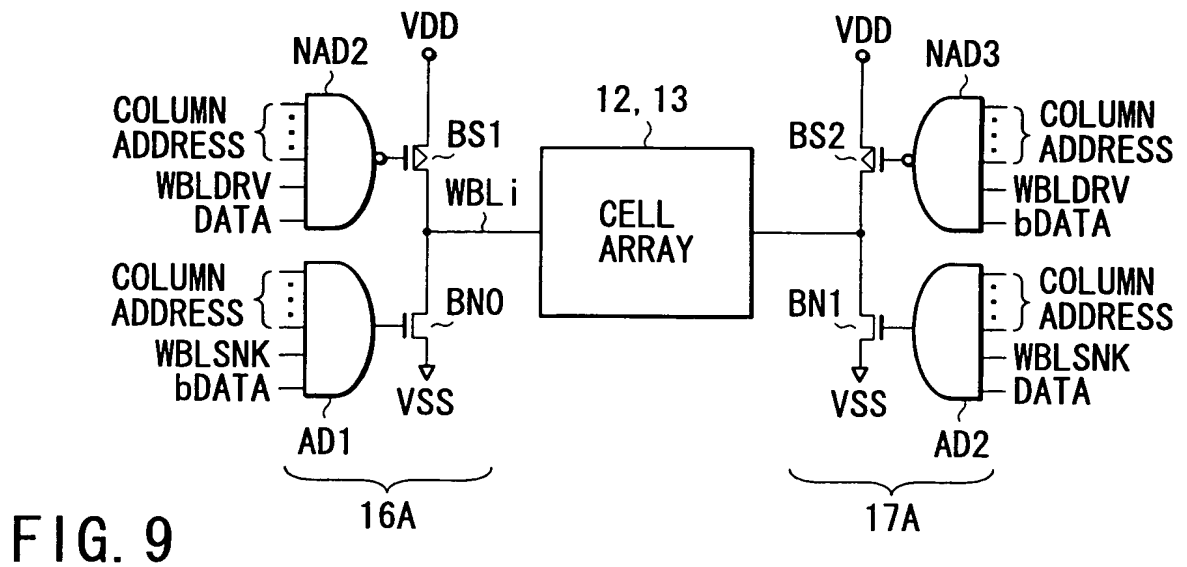 VDD
NAD2
COLUMN
ADDRESS
WBLDRV
DATA
BS1
WBLi
COLUMN
ADDRESS
WBLSNK
bDATA
BN0
VSS
AD1
16A
12, 13
CELL
ARRAY
VDD
NAD3
BS2
COLUMN
ADDRESS
WBLDRV
bDATA
BN1
COLUMN
ADDRESS
WBLSNK
DATA
VSS
AD2
17A
FIG. 9